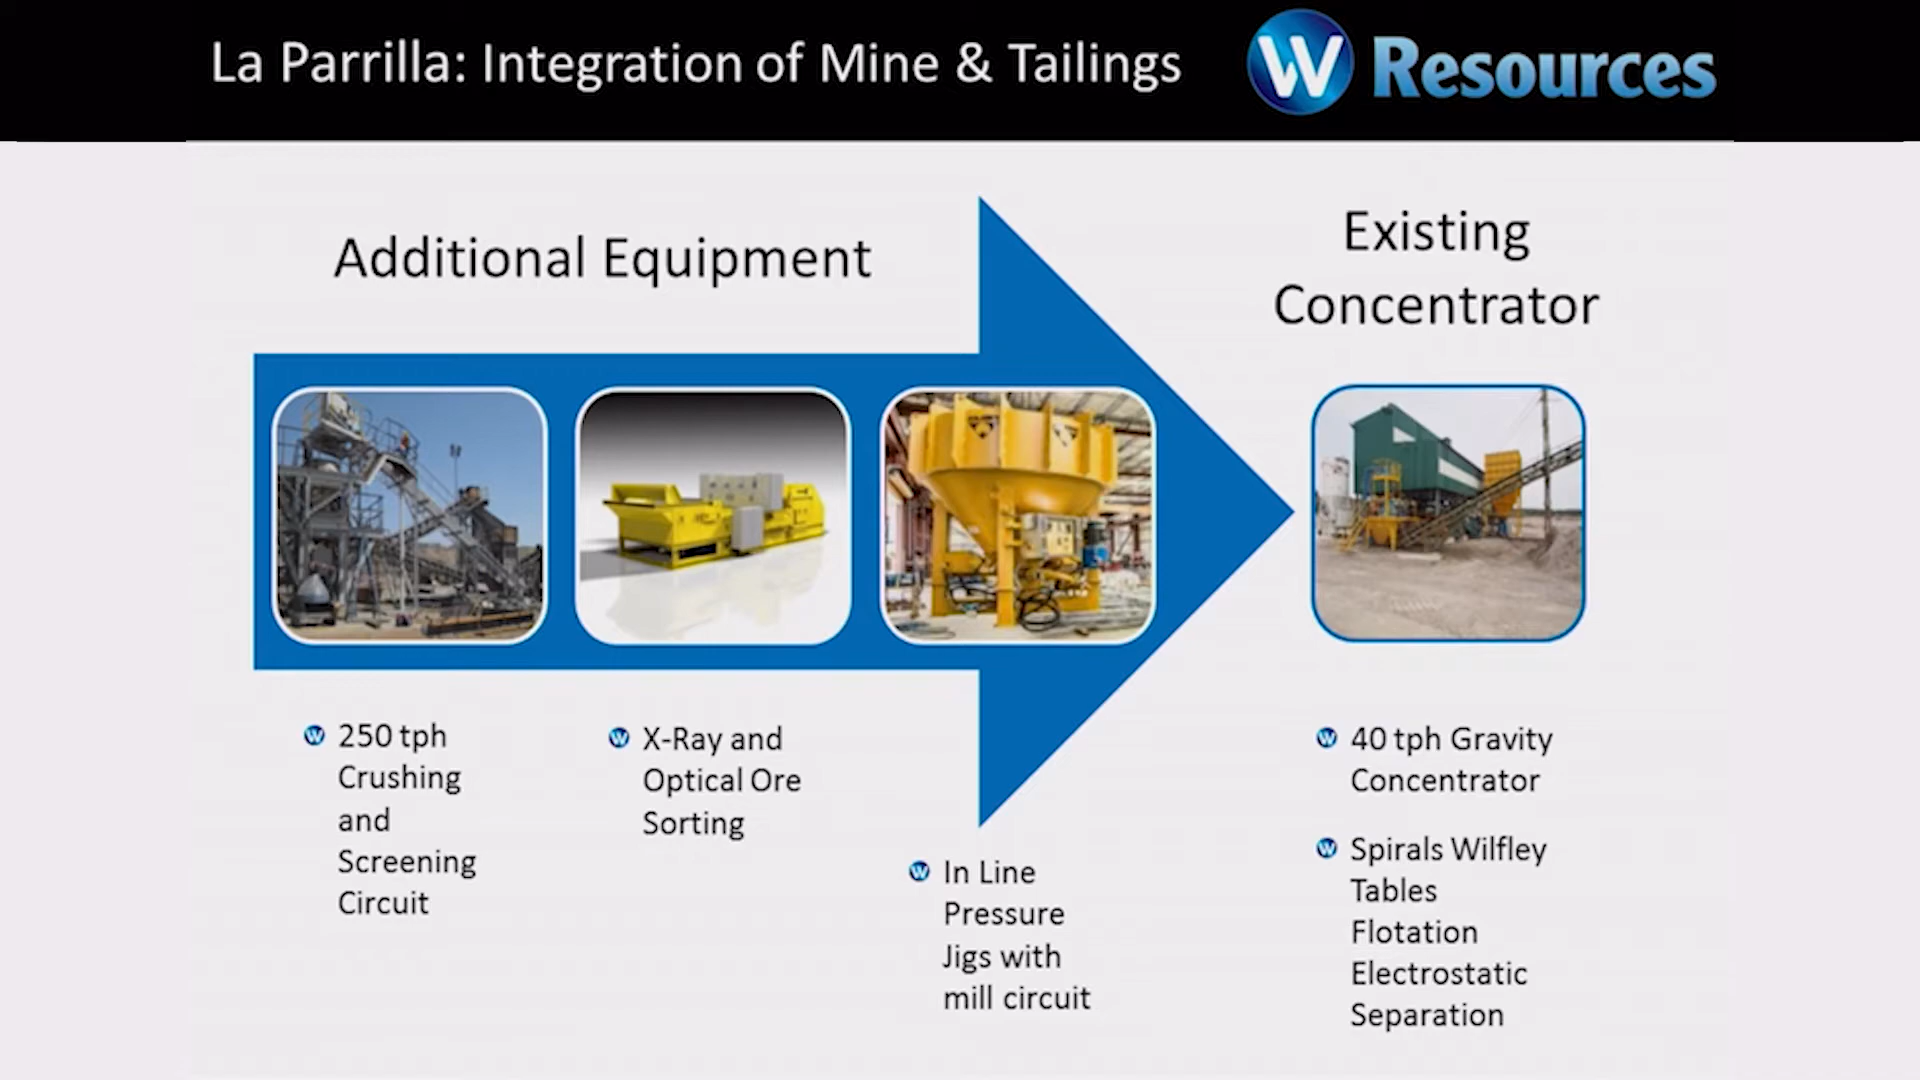 La Parrilla: Integration of Mine & Tailings
W Resources
Additional Equipment
Existing
Concentrator
W 250 tph
Crushing
and
Screening
Circuit
W X-Ray and
Optical Ore
Sorting
W In Line
Pressure
Jigs with
mill circuit
W 40 tph Gravity
Concentrator
W Spirals Wilfley
Tables
Flotation
Electrostatic
Separation